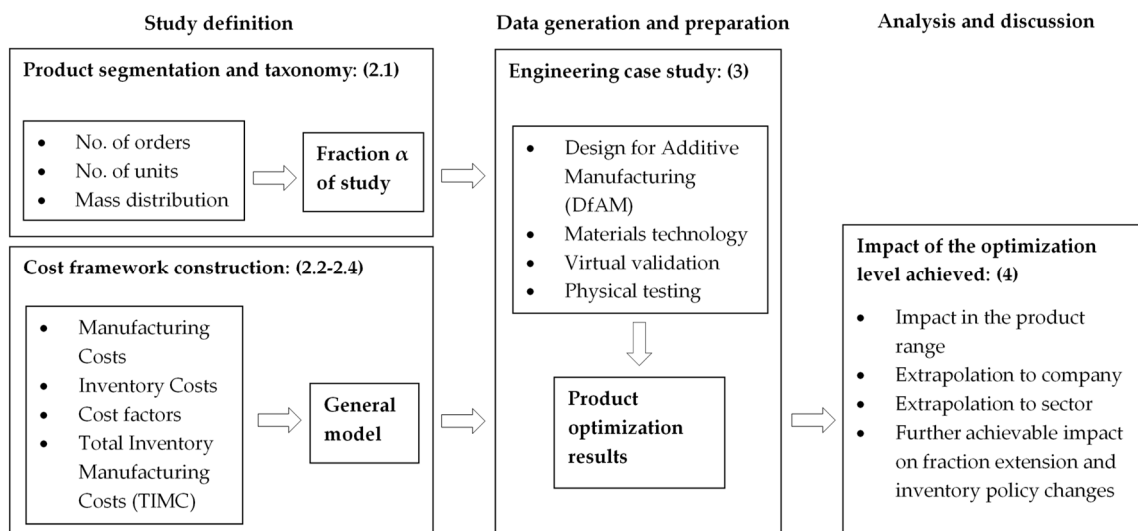 Study definition
Product segmentation and taxonomy: (2.1)
• No. of orders
• No. of units
• Mass distribution
Fraction α
of study
Cost framework construction: (2.2-2.4)
• Manufacturing
Costs
• Inventory Costs
• Cost factors
• Total Inventory
Manufacturing
Costs (TIMC)
General
model
Data generation and preparation
Engineering case study: (3)
• Design for Additive
Manufacturing
(DfAM)
• Materials technology
• Virtual validation
• Physical testing
Product
optimization
results
Analysis and discussion
Impact of the optimization
level achieved: (4)
• Impact in the product
range
• Extrapolation to company
• Extrapolation to sector
• Further achievable impact
on fraction extension and
inventory policy changes